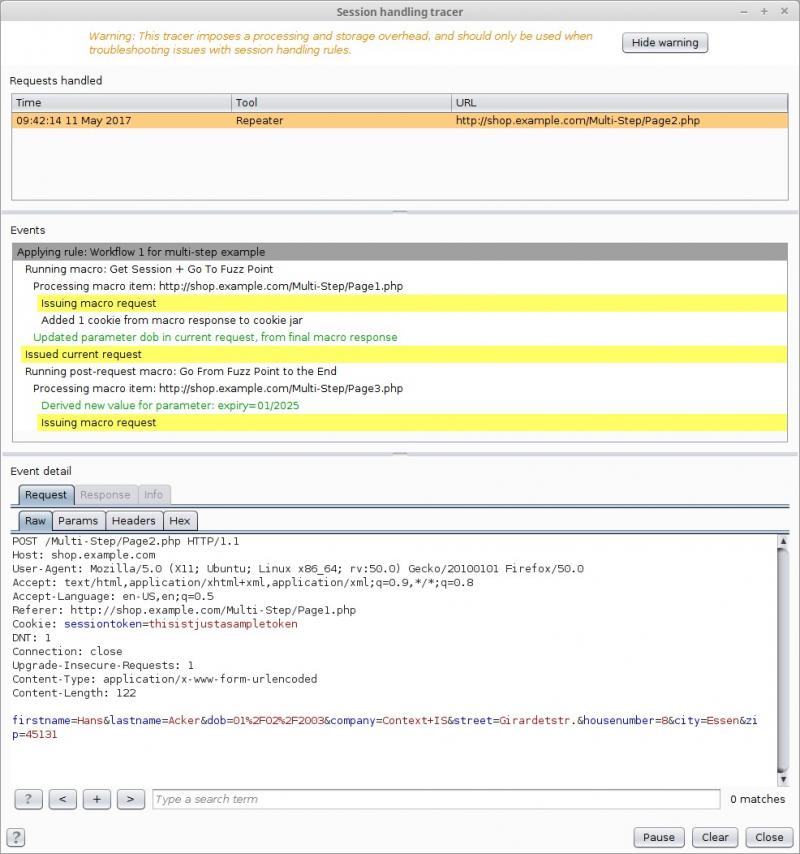 Session handling tracer
Warning: This tracer imposes a processing and storage overhead, and should only be used when
troubleshooting issues with session handling rules.
Hide warning
Requests handled
Time Tool URL
09:42:14 11 May 2017 Repeater http://shop.example.com/Multi-Step/Page2.php
Events
Applying rule: Workflow 1 for multi-step example
Running macro: Get Session + Go To Fuzz Point
Processing macro item: http://shop.example.com/Multi-Step/Page1.php
Issuing macro request
Added 1 cookie from macro response to cookie jar
Updated parameter dob in current request, from final macro response
Issued current request
Running post-request macro: Go From Fuzz Point to the End
Processing macro item: http://shop.example.com/Multi-Step/Page3.php
Derived new value for parameter: expiry=01/2025
Issuing macro request
Event detail
Request Response Info
Raw Params Headers Hex
POST /Multi-Step/Page2.php HTTP/1.1
Host: shop.example.com
User-Agent: Mozilla/5.0 (X11; Ubuntu; Linux x86_64; rv:50.0) Gecko/20100101 Firefox/50.0
Accept: text/html,application/xhtml+xml,application/xml;q=0.9,*/*;q=0.8
Accept-Language: en-US,en;q=0.5
Referer: http://shop.example.com/Multi-Step/Page1.php
Cookie: sessiontoken=thisistjustasampletoken
DNT: 1
Connection: close
Upgrade-Insecure-Requests: 1
Content-Type: application/x-www-form-urlencoded
Content-Length: 122
firstname=Hans&lastname=Acker&dob=01%2F02%2F2003&company=Context+IS&street=Girardetstr.&housenumber=8&city=Essen&zi
p=45131
? < + > Type a search term 0 matches
? Pause Clear Close